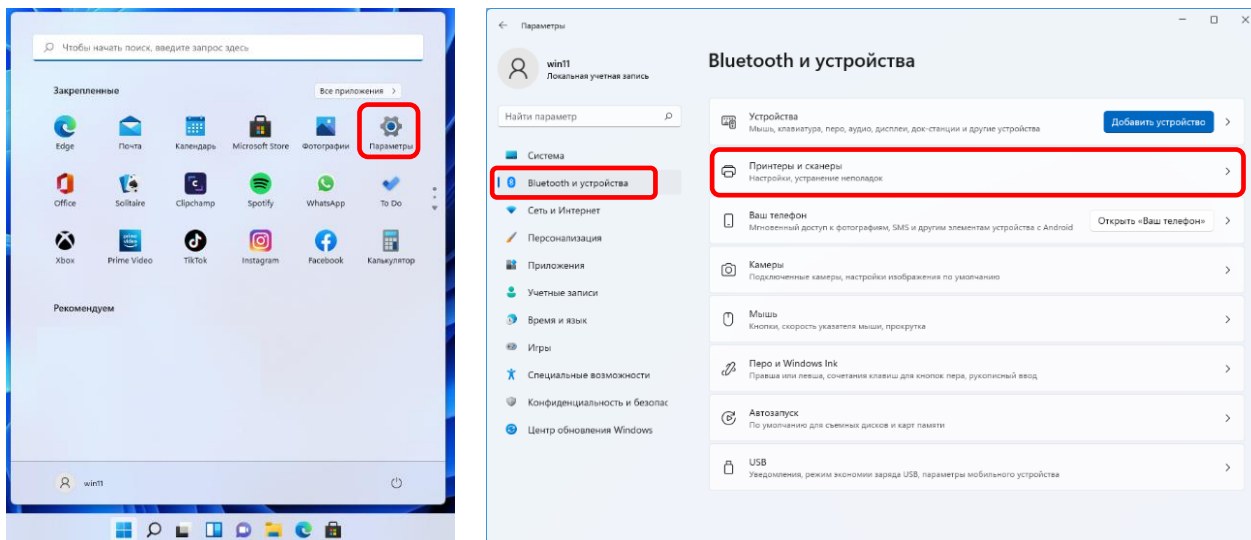 Чтобы начать поиск, введите запрос здесь
Закрепленные
Все приложения >
Edge
Почта
Календарь
Microsoft Store
Фотографии
Параметры
Office
Solitaire
Clipchamp
Spotify
WhatsApp
To Do
Xbox
Prime Video
TikTok
Instagram
Facebook
Калькулятор
Рекомендуем
win11
Параметры
win11
Локальная учетная запись
Найти параметр
Система
Bluetooth и устройства
Сеть и Интернет
Персонализация
Приложения
Учетные записи
Время и язык
Игры
Специальные возможности
Конфиденциальность и безопас
Центр обновления Windows
Bluetooth и устройства
Устройства
Мышь, клавиатура, перо, аудио, дисплеи, док-станции и другие устройства
Добавить устройство
Принтеры и сканеры
Настройки, устранение неполадок
Ваш телефон
Мгновенный доступ к фотографиям, SMS и другим элементам устройства с Android
Открыть «Ваш телефон»
Камеры
Подключенные камеры, настройки изображения по умолчанию
Мышь
Кнопки, скорость указателя мыши, прокрутка
Перо и Windows Ink
Правша или левша, сочетания клавиш для кнопок пера, рукописный ввод
Автозапуск
По умолчанию для съемных дисков и карт памяти
USB
Уведомления, режим экономии заряда USB, параметры мобильного устройства